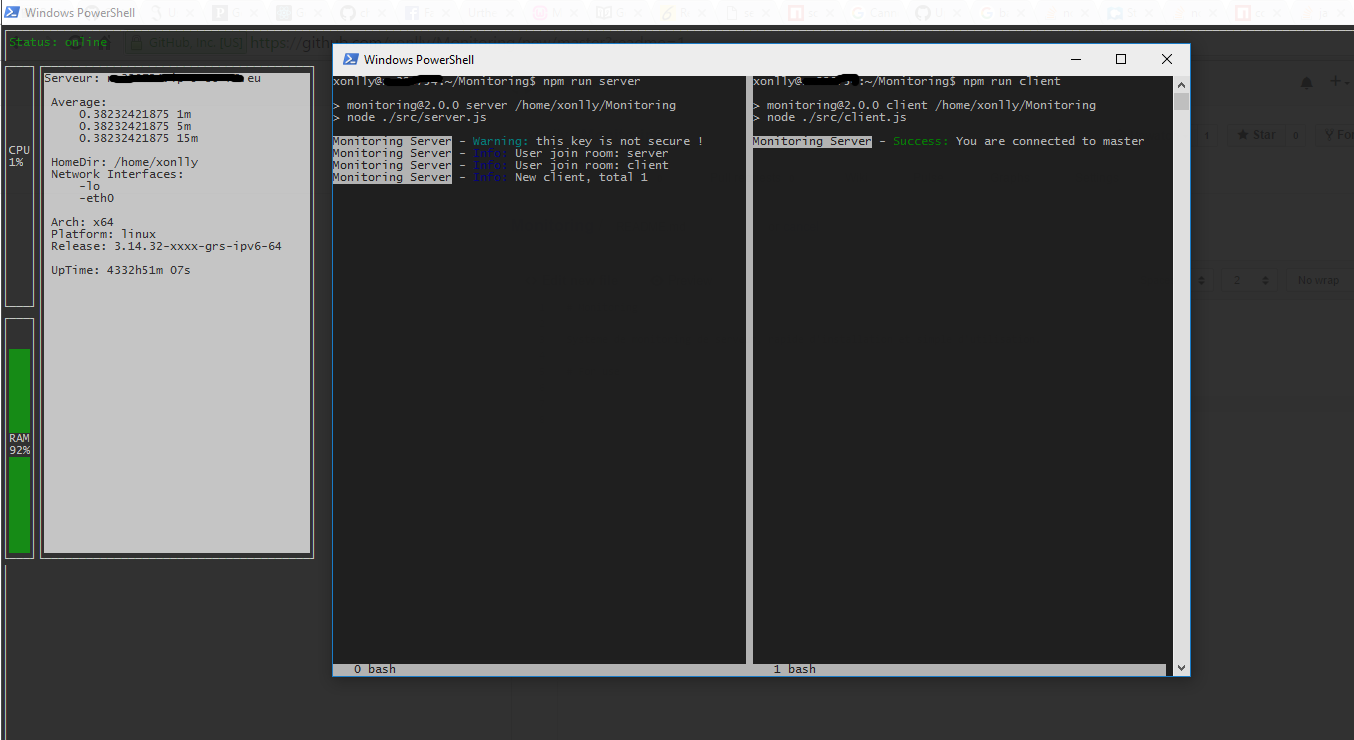 Windows PowerShell
Status: online
GitHub, Inc. [US] https://github.com
Serveur: eu
Average:
0.38232421875 1m
0.38232421875 5m
0.38232421875 15m
HomeDir: /home/xonlly
Network Interfaces:
-lo
-eth0
Arch: x64
Platform: linux
Release: 3.14.32-xxxx-grs-ipv6-64
UpTime: 4332h51m 07s
CPU
1%
RAM
92%
Windows PowerShell
xonlly@ :~/Monitoring$ npm run server
> monitoring@2.0.0 server /home/xonlly/Monitoring
> node ./src/server.js
Monitoring Server - Warning: this key is not secure !
Monitoring Server - Info: User join room: server
Monitoring Server - Info: User join room: client
Monitoring Server - Info: New client, total 1
0 bash
xonlly@ :~/Monitoring$ npm run client
> monitoring@2.0.0 client /home/xonlly/Monitoring
> node ./src/client.js
Monitoring Server - Success: You are connected to master
1 bash
1
Star
0
Fo
2
No wrap